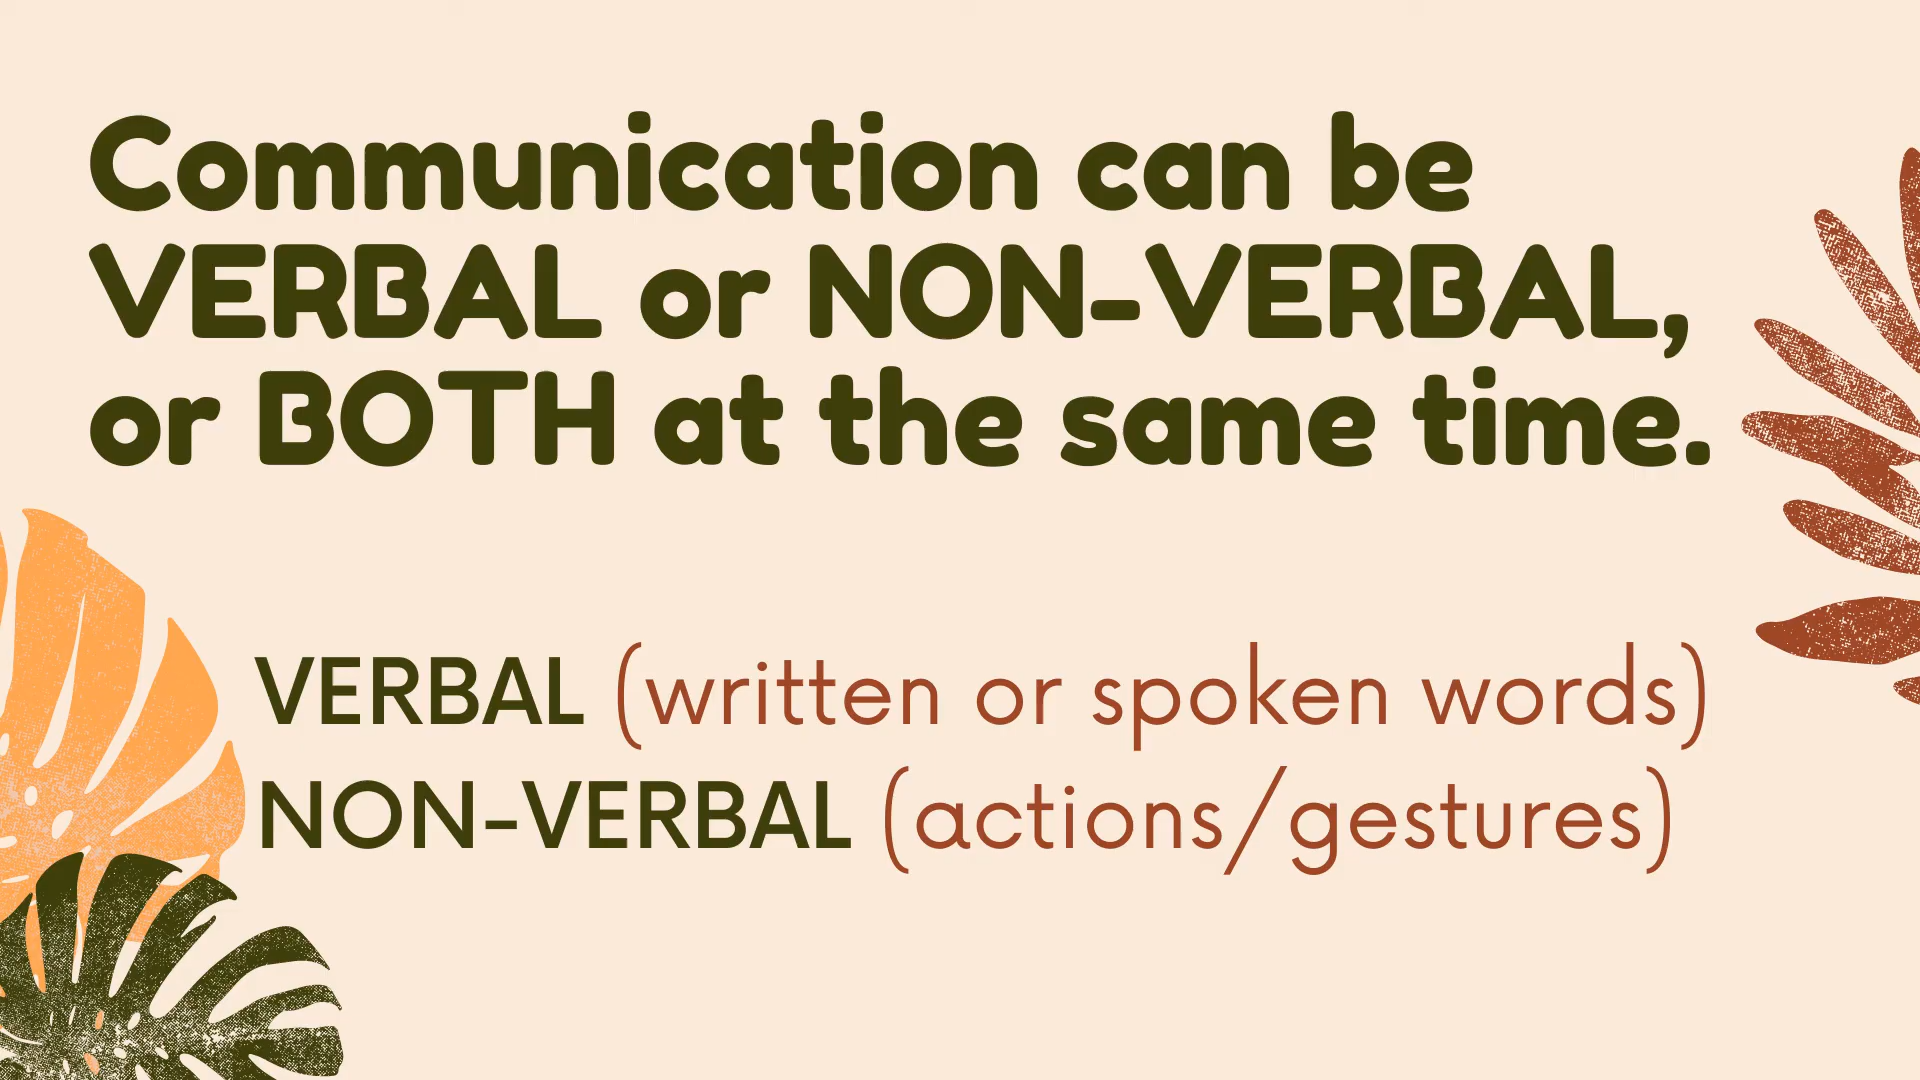 Communication can be
VERBAL or NON-VERBAL,
or BOTH at the same time.
VERBAL (written or spoken words)
NON-VERBAL (actions/gestures)